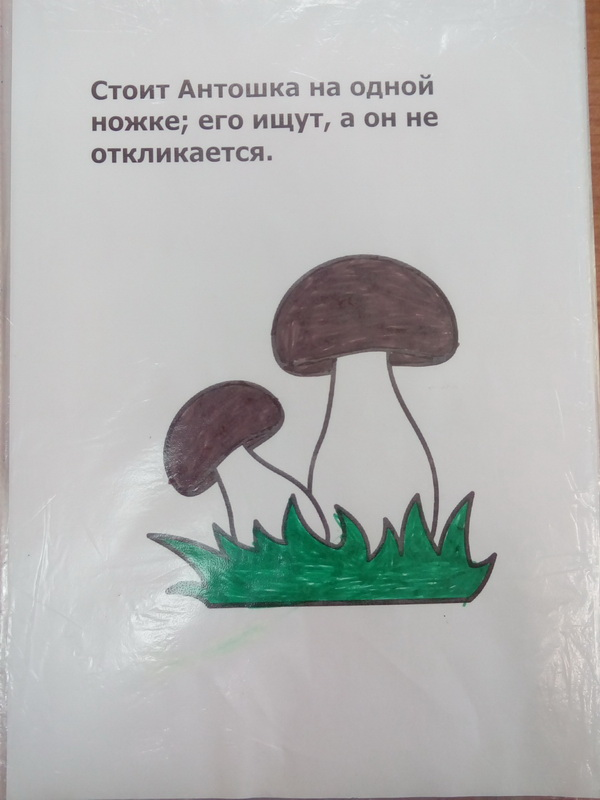 Стоит Антошка на одной
ножке; его ищут, а он не
откликается.